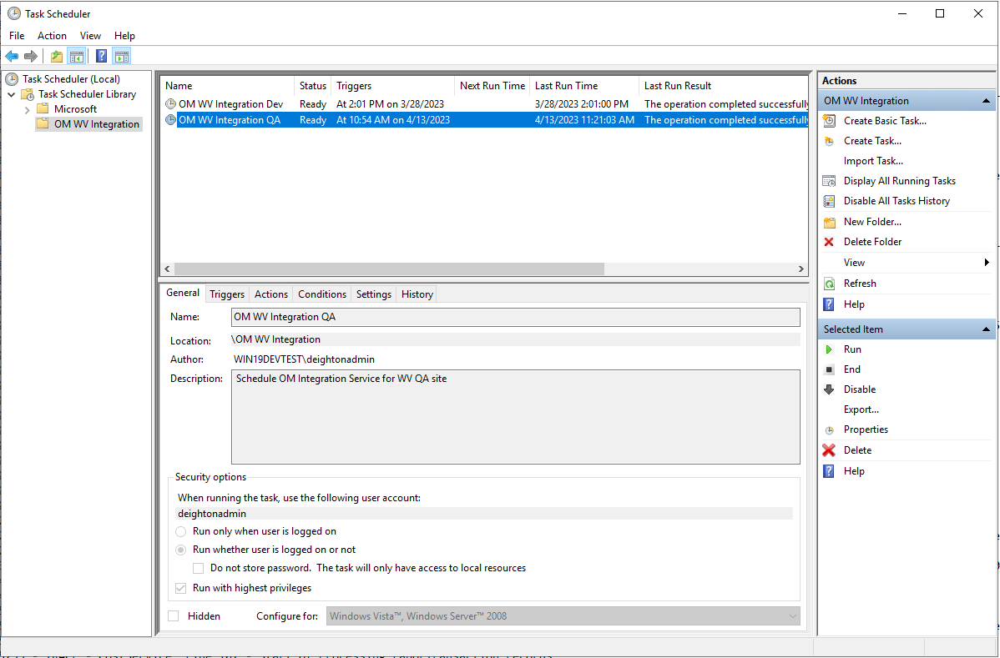 Task Scheduler
File Action View Help
Task Scheduler (Local)
Task Scheduler Library
Microsoft
OM WV Integration
Name Status Triggers Next Run Time Last Run Time Last Run Result
OM WV Integration Dev Ready At 2:01 PM on 3/28/2023 3/28/2023 2:01:00 PM The operation completed successfully
OM WV Integration QA Ready At 10:54 AM on 4/13/2023 4/13/2023 11:21:03 AM The operation completed successfully
General Triggers Actions Conditions Settings History
Name: OM WV Integration QA
Location: \OM WV Integration
Author: WIN19DEVTEST\deightonadmin
Description: Schedule OM Integration Service for WV QA site
Security options
When running the task, use the following user account:
deightonadmin
Run only when user is logged on
Run whether user is logged on or not
Do not store password. The task will only have access to local resources
Run with highest privileges
Hidden Configure for: Windows Vista™, Windows Server™ 2008
Actions
OM WV Integration
Create Basic Task...
Create Task...
Import Task...
Display All Running Tasks
Disable All Tasks History
New Folder...
Delete Folder
View
Refresh
Help
Selected Item
Run
End
Disable
Export...
Properties
Delete
Help